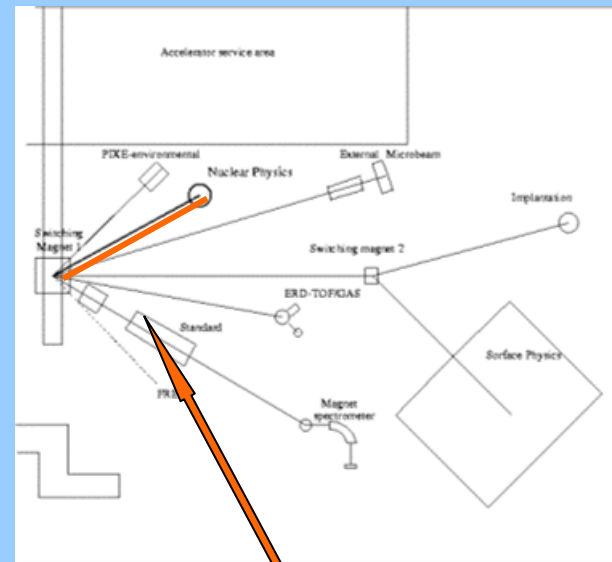 Accelerator service area
PIXE-environmental
External Microbeam
Nuclear Physics
Implantation
Switching
Magnet 1
Switching magnet 2
ERD-TOF/GAS
Standard
Surface Physics
Magnet
spectrometer